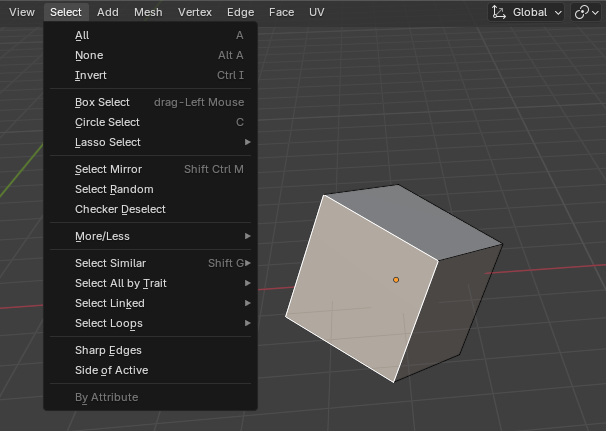 View Select Add Mesh Vertex Edge Face UV Global
All A
None Alt A
Invert Ctrl I
Box Select drag-Left Mouse
Circle Select C
Lasso Select
Select Mirror Shift Ctrl M
Select Random
Checker Deselect
More/Less
Select Similar Shift G
Select All by Trait
Select Linked
Select Loops
Sharp Edges
Side of Active
By Attribute